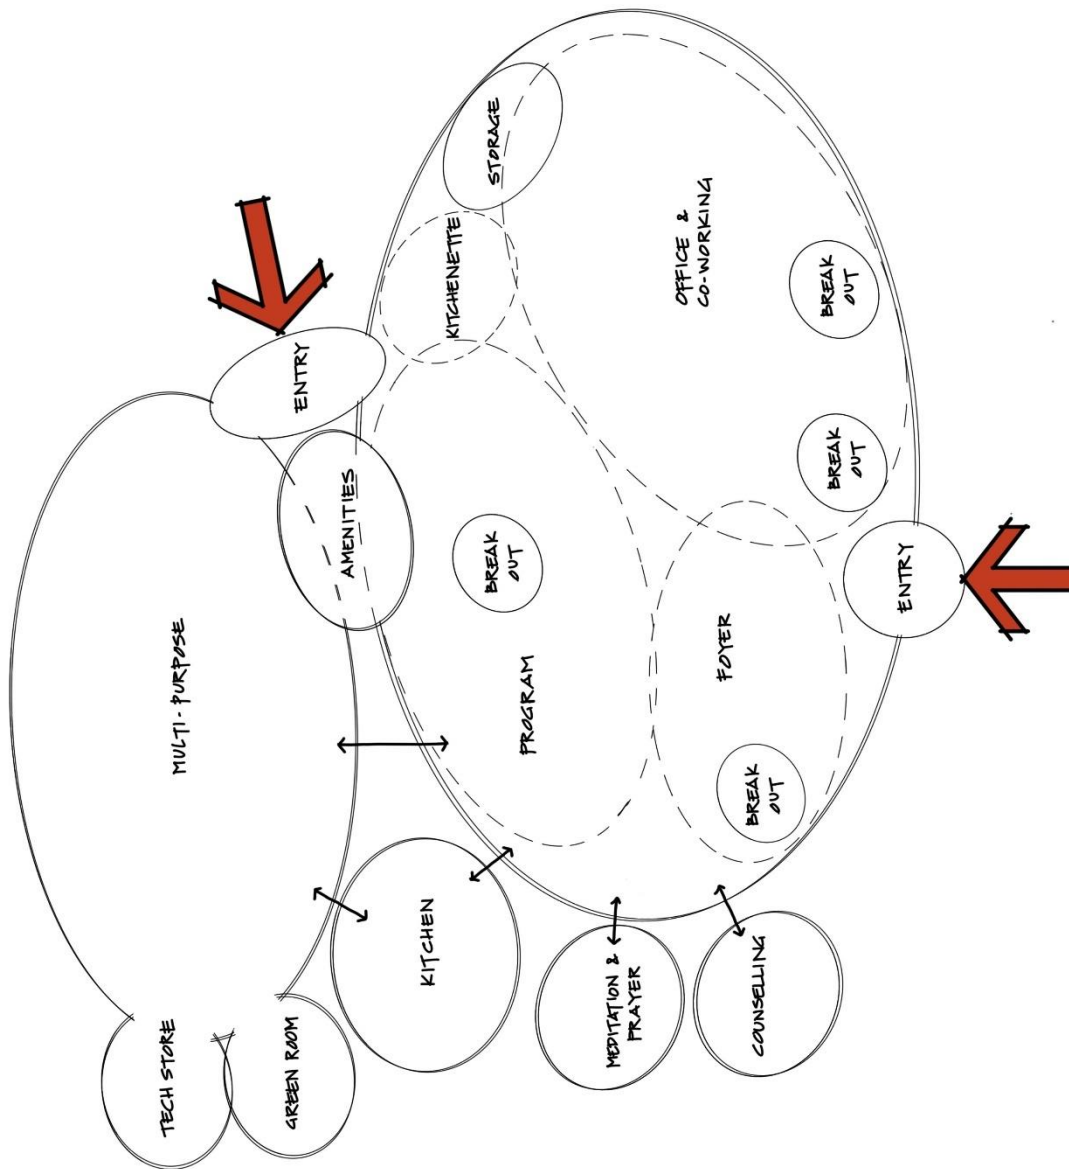 TECH STORE
MULTI-PURPOSE
ENTRY
GREEN ROOM
AMENITIES
KITCHEN
KITCHENETTE
STORAGE
PROGRAM
BREAK
OUT
MEDITATION &
PRAYER
OFFICE &
CO-WORKING
FOYER
COUNSELLING
BREAK
OUT
BREAK
OUT
BREAK
OUT
ENTRY